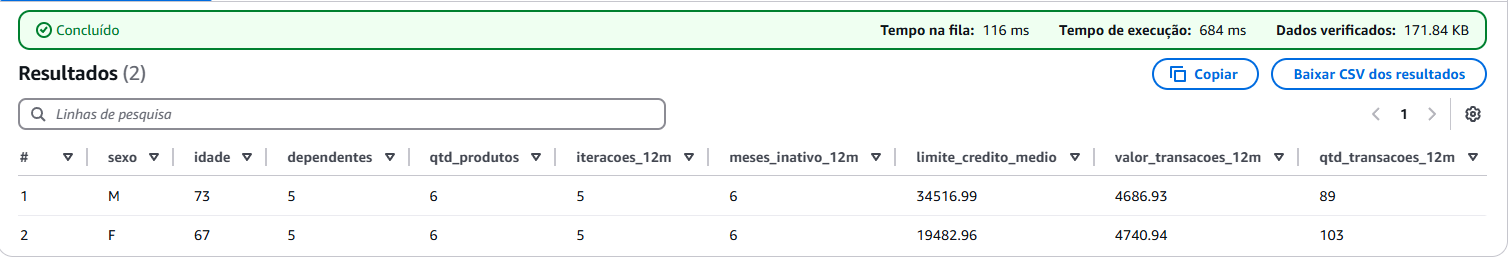 Concluído Tempo na fila: 116 ms Tempo de execução: 684 ms Dados verificados: 171.84 KB
Resultados (2) Copiar Baixar CSV dos resultados
Linhas de pesquisa 1
# sexo idade dependentes qtd_produtos iteracoes_12m meses_inativo_12m limite_credito_medio valor_transacoes_12m qtd_transacoes_12m
1 M 73 5 6 5 6 34516.99 4686.93 89
2 F 67 5 6 5 6 19482.96 4740.94 103